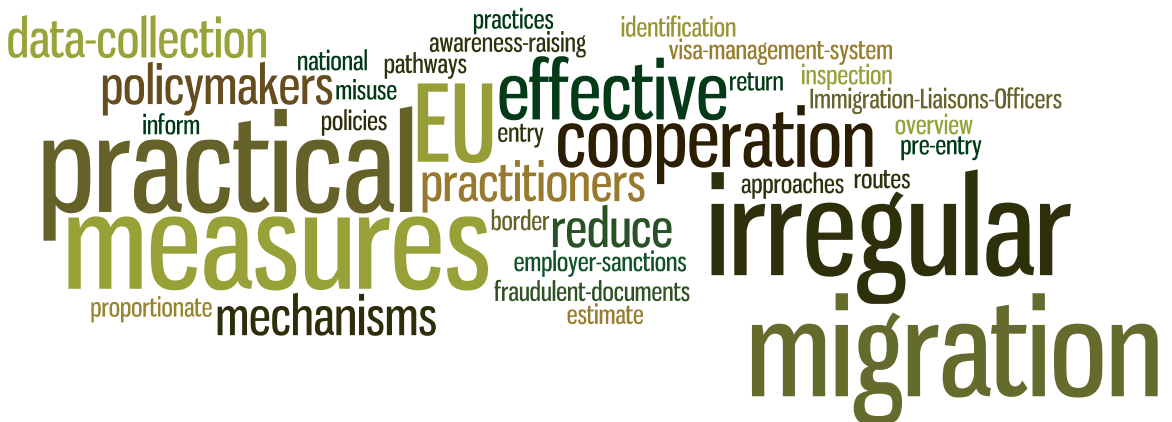 practices
identification
data-collection
awareness-raising
visa-management-system
national
pathways
effective
return
inspection
policymakers
misuse
EU
Immigration-Liaisons-Officers
inform
policies
entry
cooperation
overview
pre-entry
practical
practitioners
approaches
routes
measures
border
reduce
irregular
employer-sanctions
fraudulent-documents
proportionate
mechanisms
estimate
migration